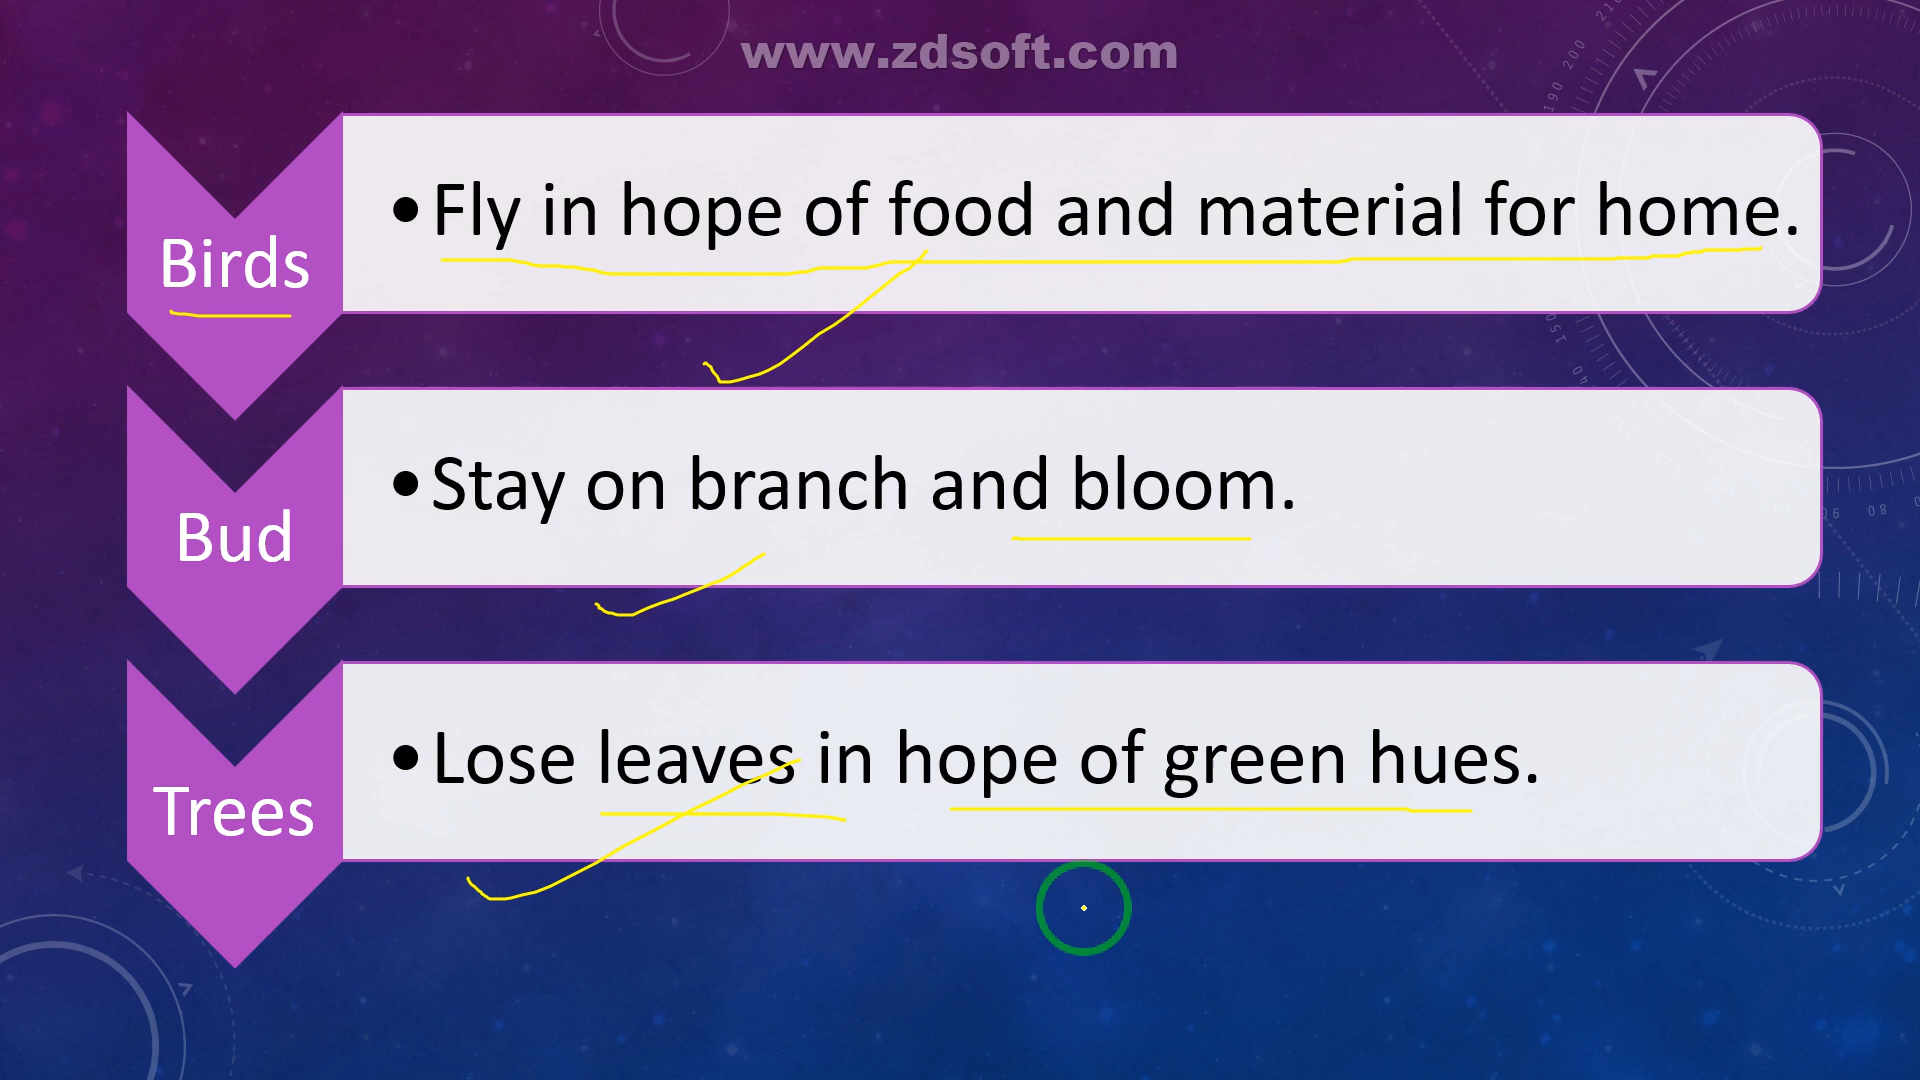 www.zdsoft.com
Birds
•Fly in hope of food and material for home.
Bud
•Stay on branch and bloom.
Trees
•Lose leaves in hope of green hues.